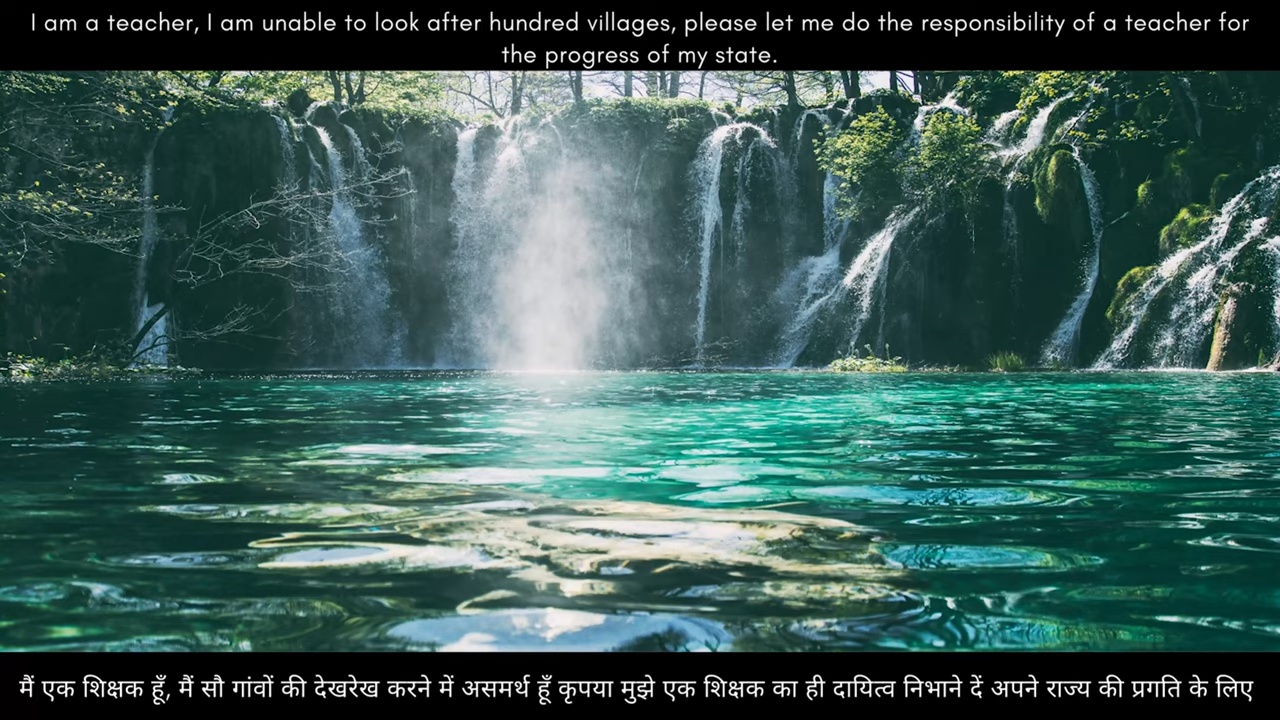 I am a teacher, I am unable to look after hundred villages, please let me do the responsibility of a teacher for
the progress of my state.
मैं एक शिक्षक हूँ, मैं सौ गांवों की देखरेख करने में असमर्थ हूँ कृपया मुझे एक शिक्षक का ही दायित्व निभाने दें अपने राज्य की प्रगति के लिए